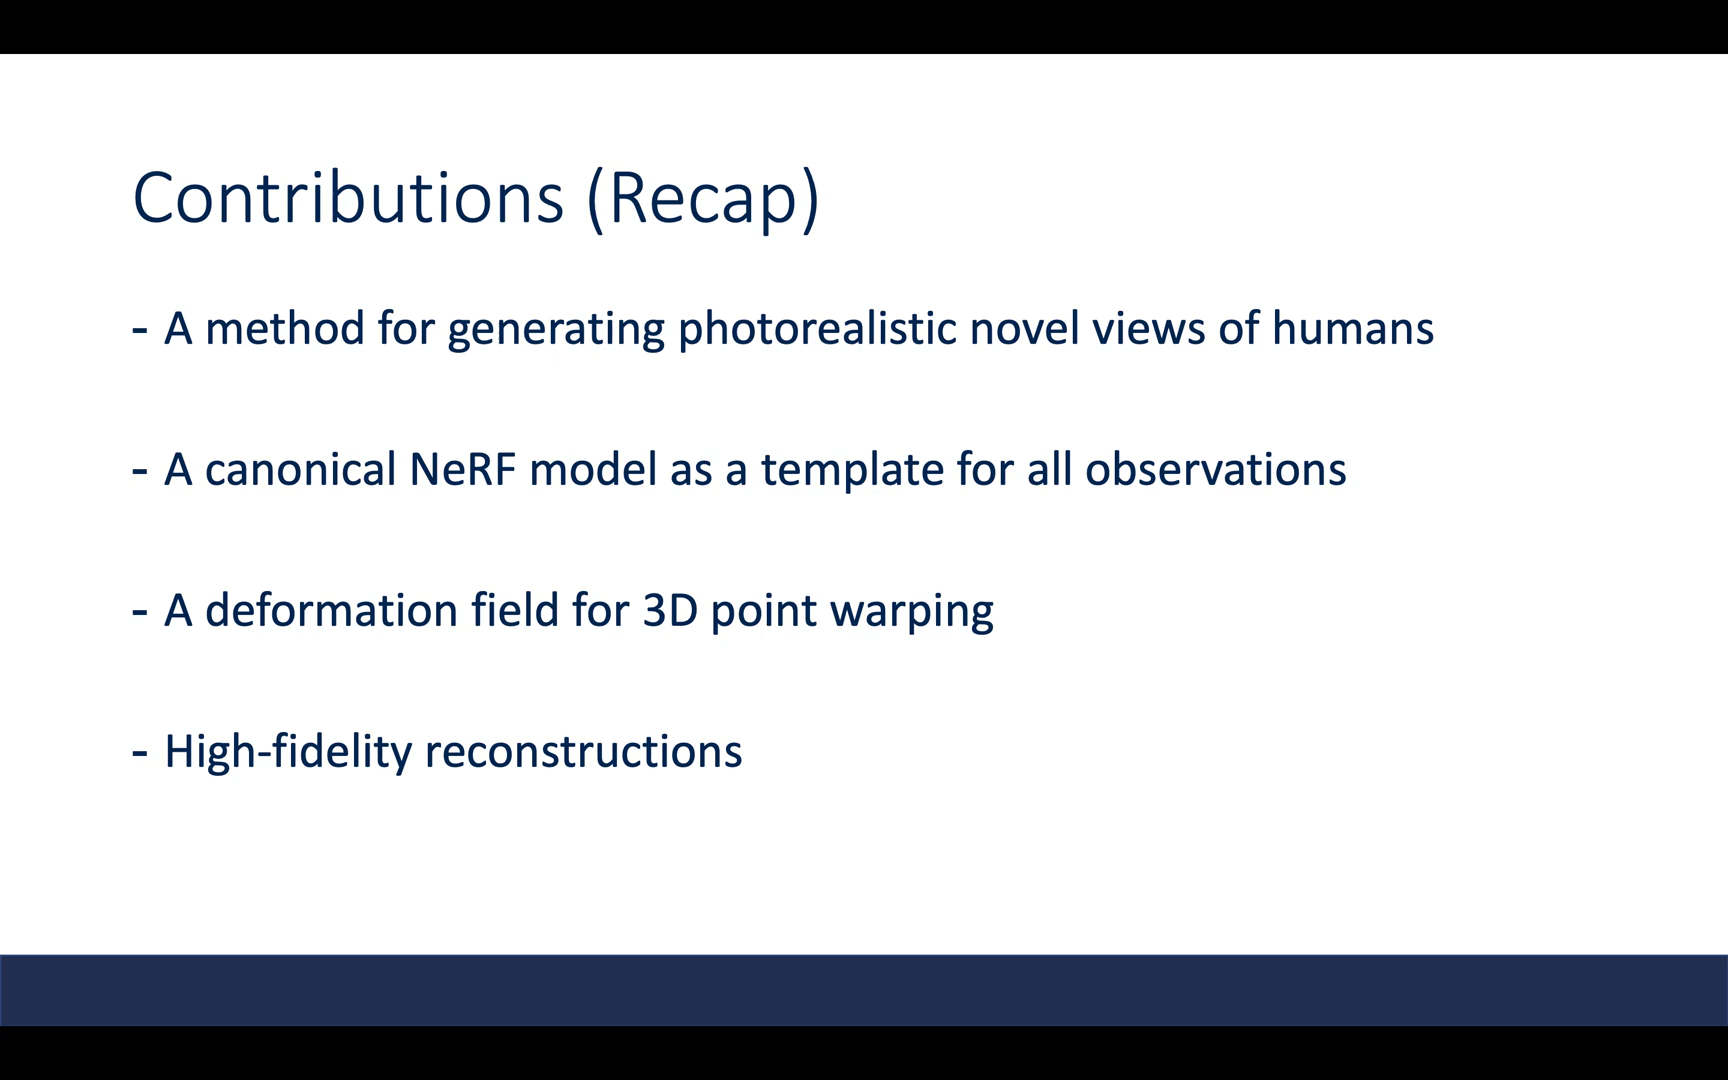 Contributions (Recap)
- A method for generating photorealistic novel views of humans
- A canonical NeRF model as a template for all observations
- A deformation field for 3D point warping
- High-fidelity reconstructions